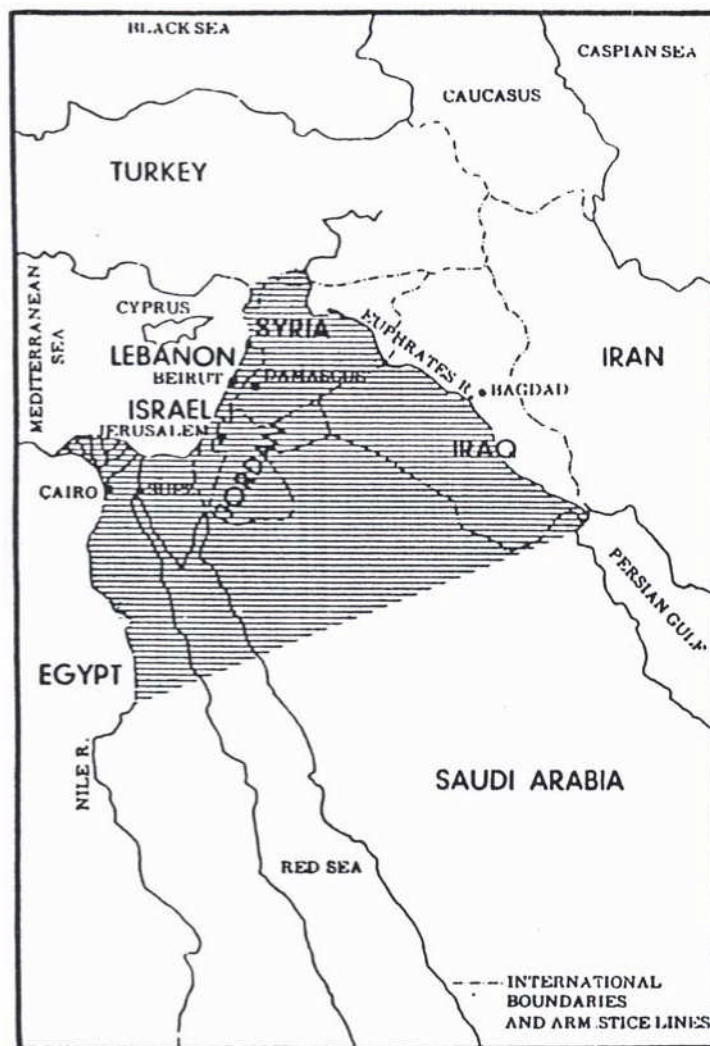 BLACK SEA
CASPIAN SEA
CAUCASUS
TURKEY
MEDITERRANEAN
SEA
CYPRUS
SYRIA
EUPHRATES R.
IRAN
LEBANON
BEIRUT
DAMAEGUS
BAGDAD
ISRAEL
JERUSALEM
JORDAN
IRAQ
CAIRO
PERSIAN GULF
EGYPT
NILE R.
SAUDI ARABIA
RED SEA
INTERNATIONAL
BOUNDARIES
AND ARMISTICE LINES